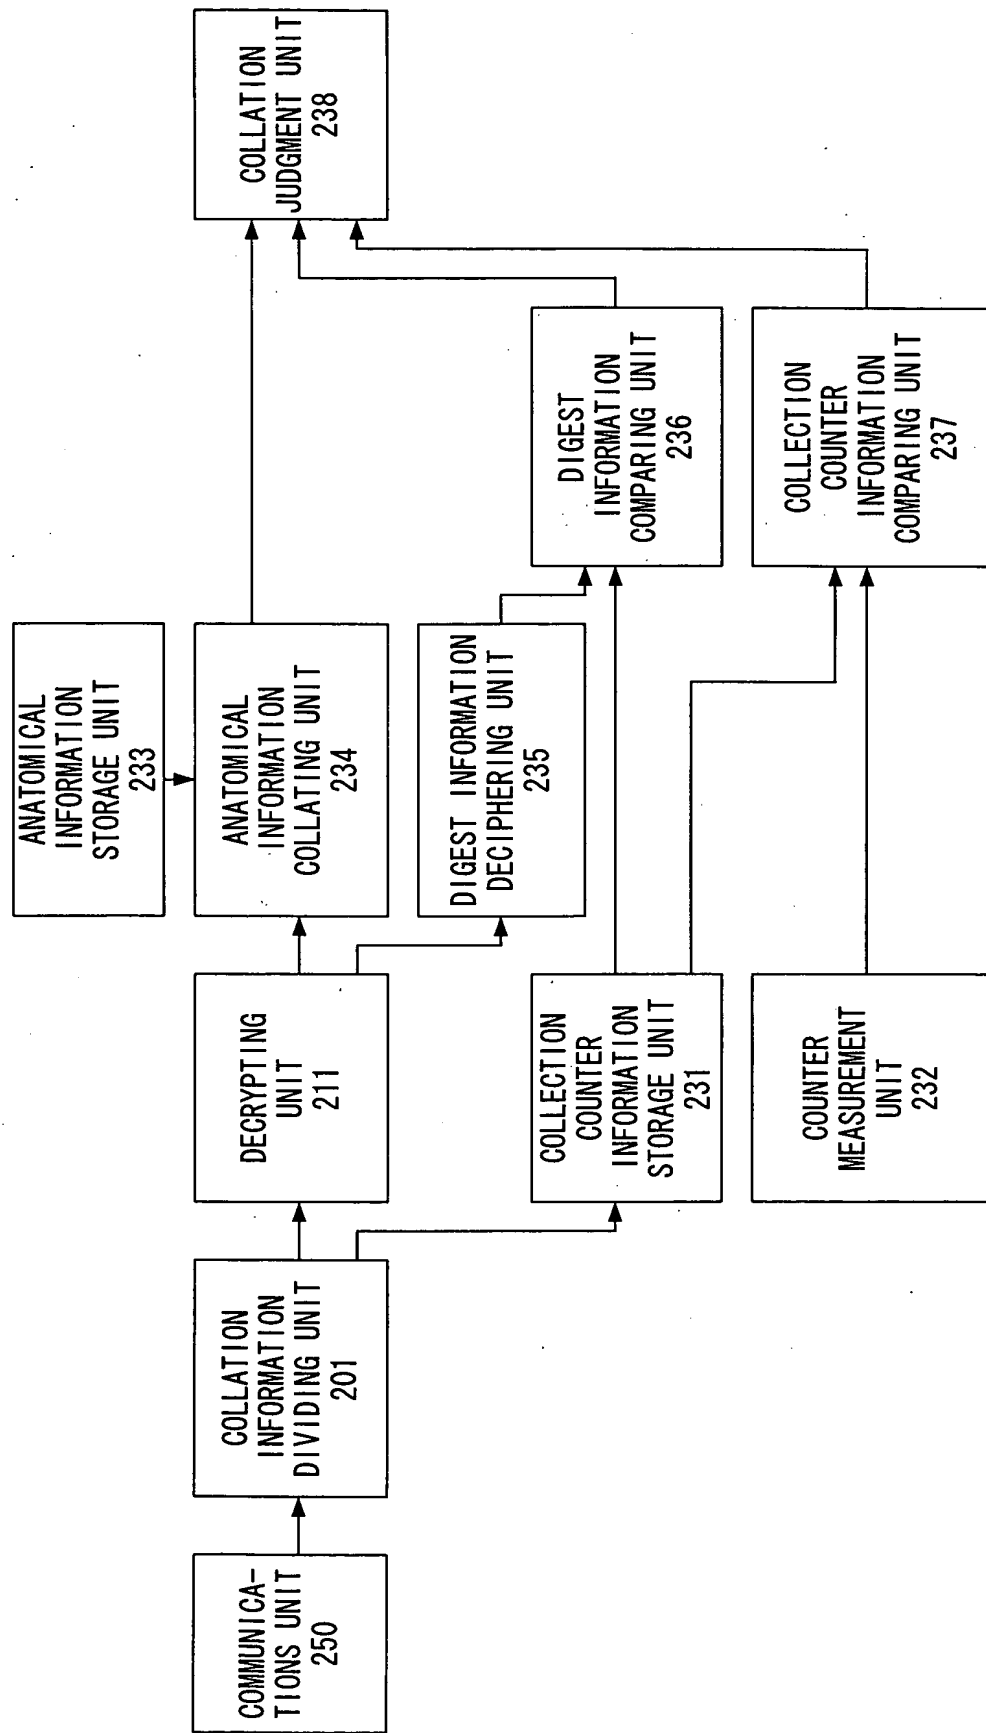 COMMUNICA-
TIONS UNIT
250
COLLATION
INFORMATION
DIVIDING UNIT
201
DECRYPTING
UNIT
211
ANATOMICAL
INFORMATION
STORAGE UNIT
233
ANATOMICAL
INFORMATION
COLLATING UNIT
234
DIGEST INFORMATION
DECIPHERING UNIT
235
COLLECTION
COUNTER
INFORMATION
STORAGE UNIT
231
COUNTER
MEASUREMENT
UNIT
232
DIGEST
INFORMATION
COMPARING UNIT
236
COLLECTION
COUNTER
INFORMATION
COMPARING UNIT
237
COLLATION
JUDGMENT UNIT
238